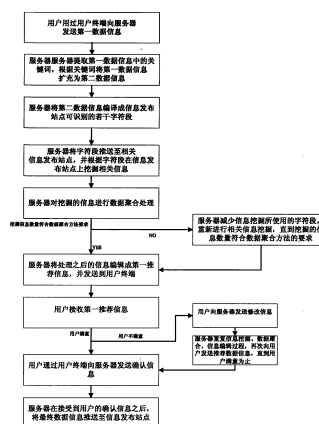 用户用过用户终端向服务器
发送第一数据信息
服务器服务器提取第一数据信息中的关
键词，根据关键词将第一数据信息
扩充为第二数据信息
服务器将第二数据信息编译成信息发布
站点可识别的若干字符段
服务器将字符段推送至相关
信息发布站点，并根据字符段在信息发
布站点上挖掘相关信息
服务器对挖掘的信息进行数据聚合处理
挖掘信息数量符合数据聚合方法要求
NO
YES
服务器减少信息挖掘所使用的字符段，
重新进行相关信息挖掘，直到挖掘的信
息数量符合数据聚合方法的要求
服务器将处理之后的信息编辑成第一推
荐信息，并发送到用户终端
用户接收第一推荐信息
用户向服务器发送修改信息
用户满意
用户不满意
服务器重复信息挖掘、数据聚
合、信息编辑过程，再次向用
户发送推荐数据信息，直到用
户满意为止
用户通过用户终端向服务器发送确认信
息
服务器在接受到用户的确认信息之后，
将最终数据信息推送至信息发布站点